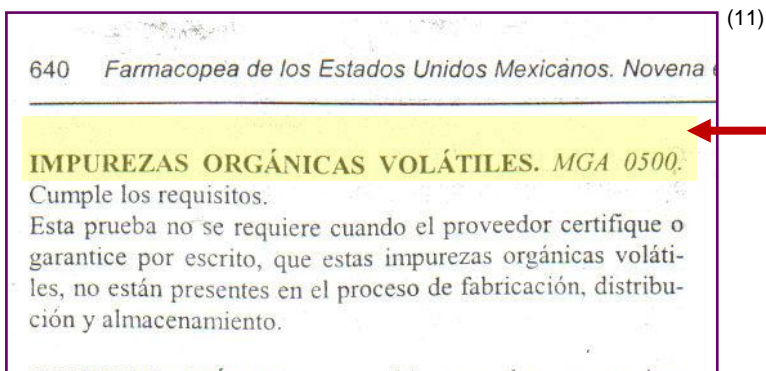 (11)
640 Farmacopea de los Estados Unidos Mexicanos. Novena
IMPUREZAS ORGÁNICAS VOLÁTILES. MGA 0500.
Cumple los requisitos.
Esta prueba no se requiere cuando el proveedor certifique o
garantice por escrito, que estas impurezas orgánicas voláti-
les, no están presentes en el proceso de fabricación, distribu-
ción y almacenamiento.